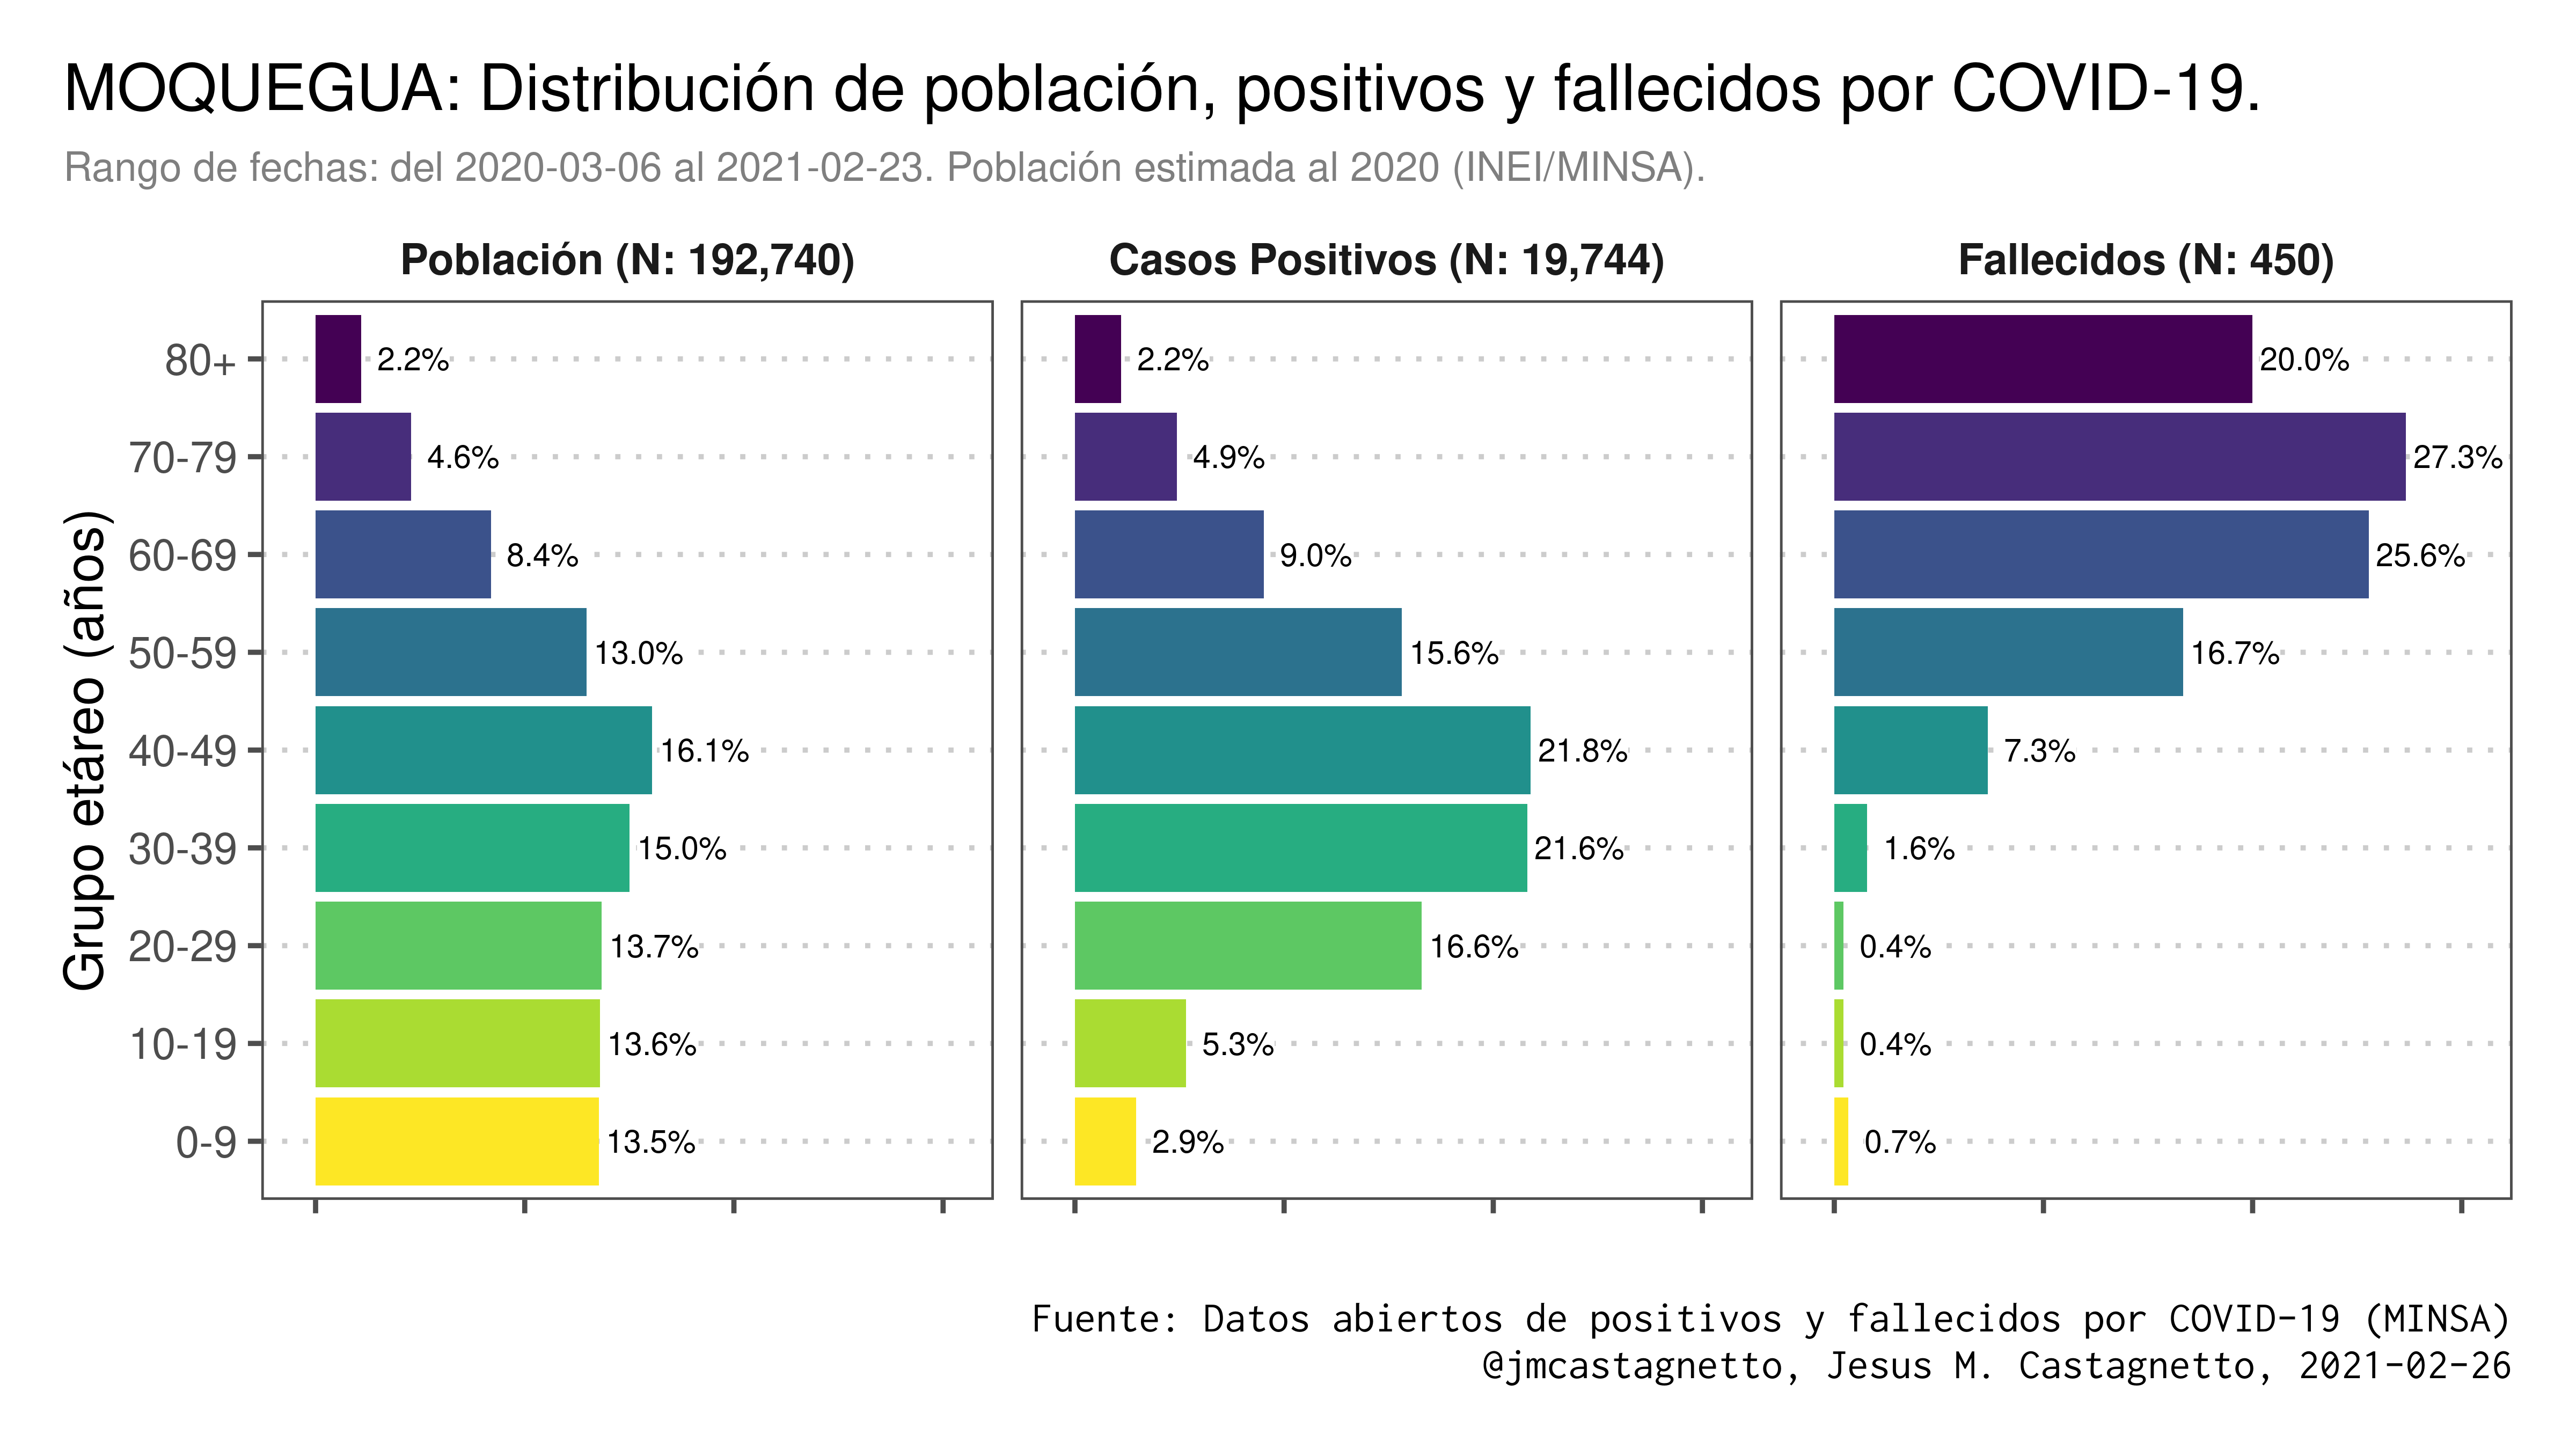 MOQUEGUA: Distribución de población, positivos y fallecidos por COVID-19.
Rango de fechas: del 2020-03-06 al 2021-02-23. Población estimada al 2020 (INEI/MINSA).
Población (N: 192,740)
Casos Positivos (N: 19,744)
Fallecidos (N: 450)
Grupo etáreo (años)
80+ 2.2% 2.2% 20.0%
70-79 4.6% 4.9% 27.3%
60-69 8.4% 9.0% 25.6%
50-59 13.0% 15.6% 16.7%
40-49 16.1% 21.8% 7.3%
30-39 15.0% 21.6% 1.6%
20-29 13.7% 16.6% 0.4%
10-19 13.6% 5.3% 0.4%
0-9 13.5% 2.9% 0.7%
Fuente: Datos abiertos de positivos y fallecidos por COVID-19 (MINSA)
@jmcastagnetto, Jesus M. Castagnetto, 2021-02-26